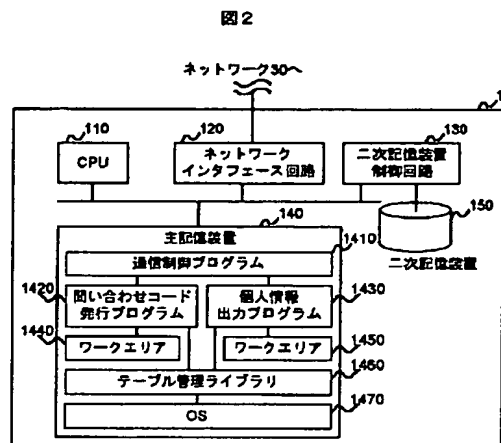 図2
ネットワーク30
1
110
CPU
120
ネットワーク
インタフェース回路
130
二次記憶装置
制御回路
150
二次記憶装置
140
主記憶装置
1410
通信制御プログラム
1420
問い合わせコード
発行プログラム
1430
個人情報
出力プログラム
1440
ワークエリア
1450
ワークエリア
1460
テーブル管理ライブラリ
1470
OS